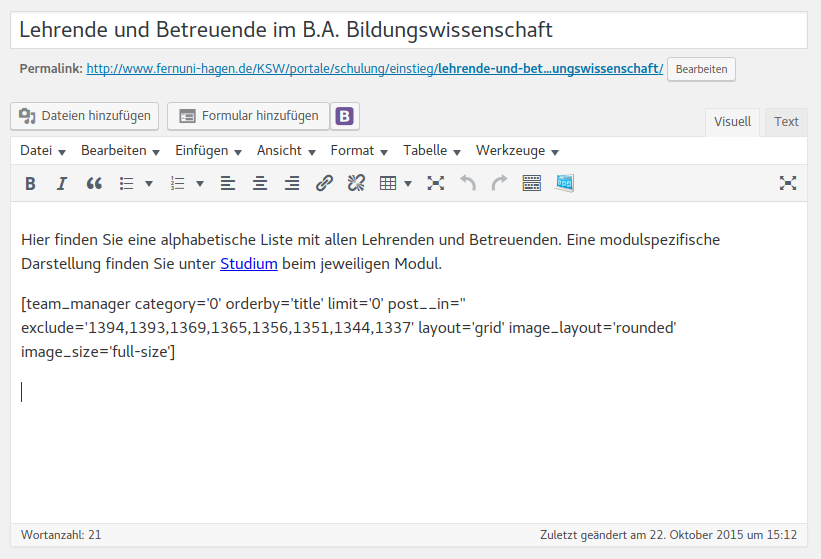 Lehrende und Betreuende im B.A. Bildungswissenschaft
Permalink: http://www.fernuni-hagen.de/KSW/portale/schulung/einstieg/lehrende-und-bet…ungswissenschaft/ Bearbeiten
Dateien hinzufügen Formular hinzufügen B Visuell Text
Datei Bearbeiten Einfügen Ansicht Format Tabelle Werkzeuge
B I
Hier finden Sie eine alphabetische Liste mit allen Lehrenden und Betreuenden. Eine modulspezifische
Darstellung finden Sie unter Studium beim jeweiligen Modul.
[team_manager category='0' orderby='title' limit='0' post__in=''
exclude='1394,1393,1369,1365,1356,1351,1344,1337' layout='grid' image_layout='rounded'
image_size='full-size']
Wortanzahl: 21 Zuletzt geändert am 22. Oktober 2015 um 15:12